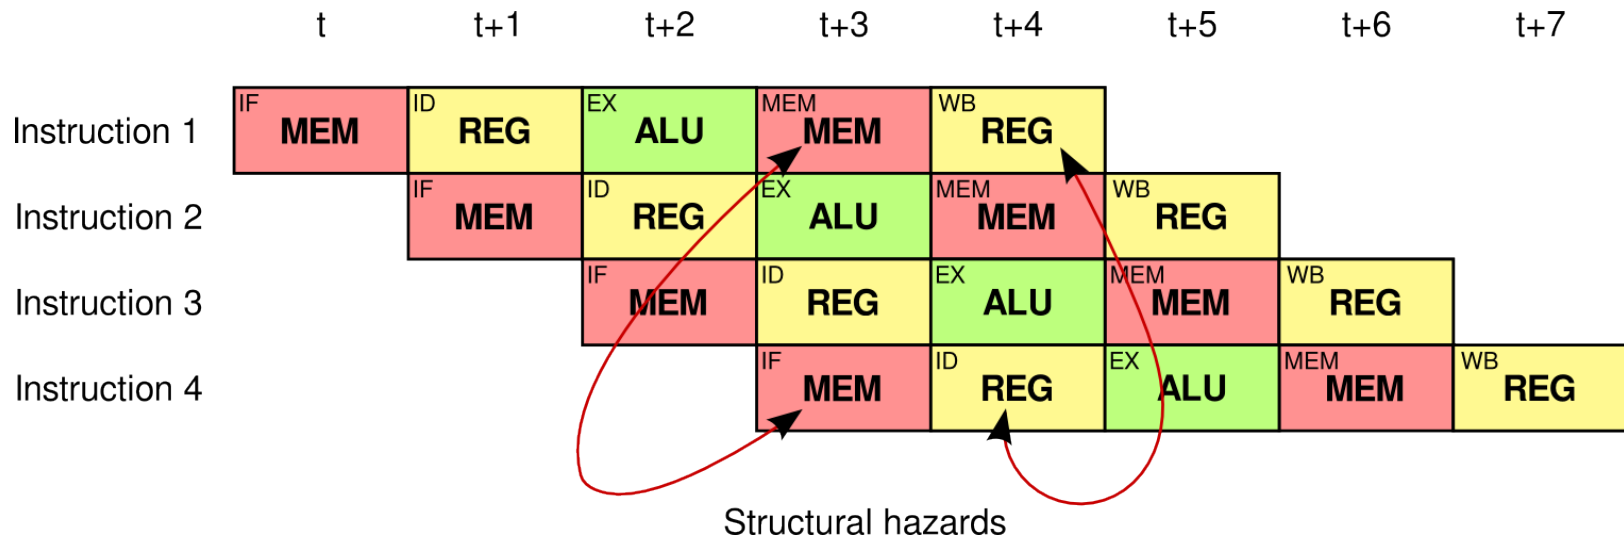 t t+1 t+2 t+3 t+4 t+5 t+6 t+7
IF ID EX MEM WB
Instruction 1 MEM REG ALU MEM REG
IF ID EX MEM WB
Instruction 2 MEM REG ALU MEM REG
IF ID EX MEM WB
Instruction 3 MEM REG ALU MEM REG
IF ID EX MEM WB
Instruction 4 MEM REG ALU MEM REG
Structural hazards